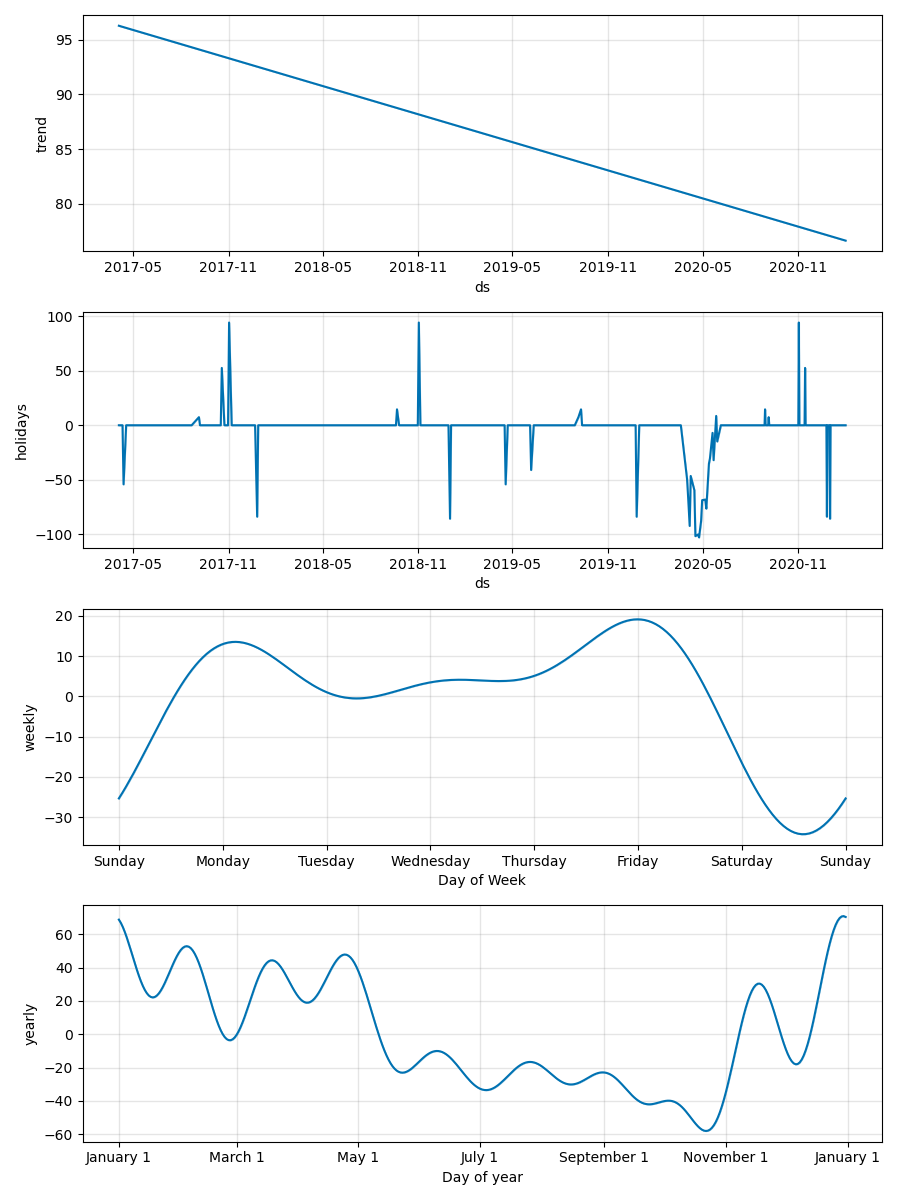 95
90
85
80
trend
2017-05 2017-11 2018-05 2018-11 2019-05 2019-11 2020-05 2020-11
ds
100
50
0
−50
−100
holidays
2017-05 2017-11 2018-05 2018-11 2019-05 2019-11 2020-05 2020-11
ds
20
10
0
−10
−20
−30
weekly
Sunday Monday Tuesday Wednesday Thursday Friday Saturday Sunday
Day of Week
60
40
20
0
−20
−40
−60
yearly
January 1 March 1 May 1 July 1 September 1 November 1 January 1
Day of year